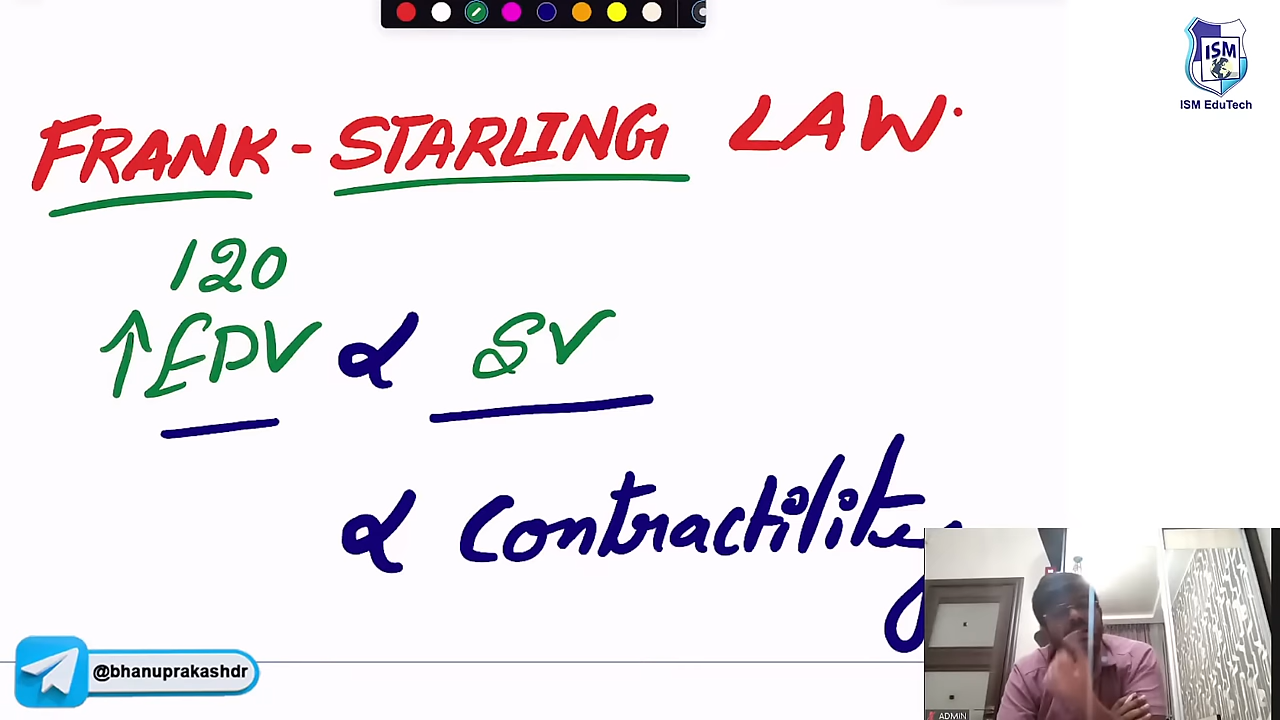 ISM
ISM EduTech
FRANK - STARLING LAW.
120
↑ EDV ∝ SV
∝ Contractility
@bhanuprakashdr
ADMIN